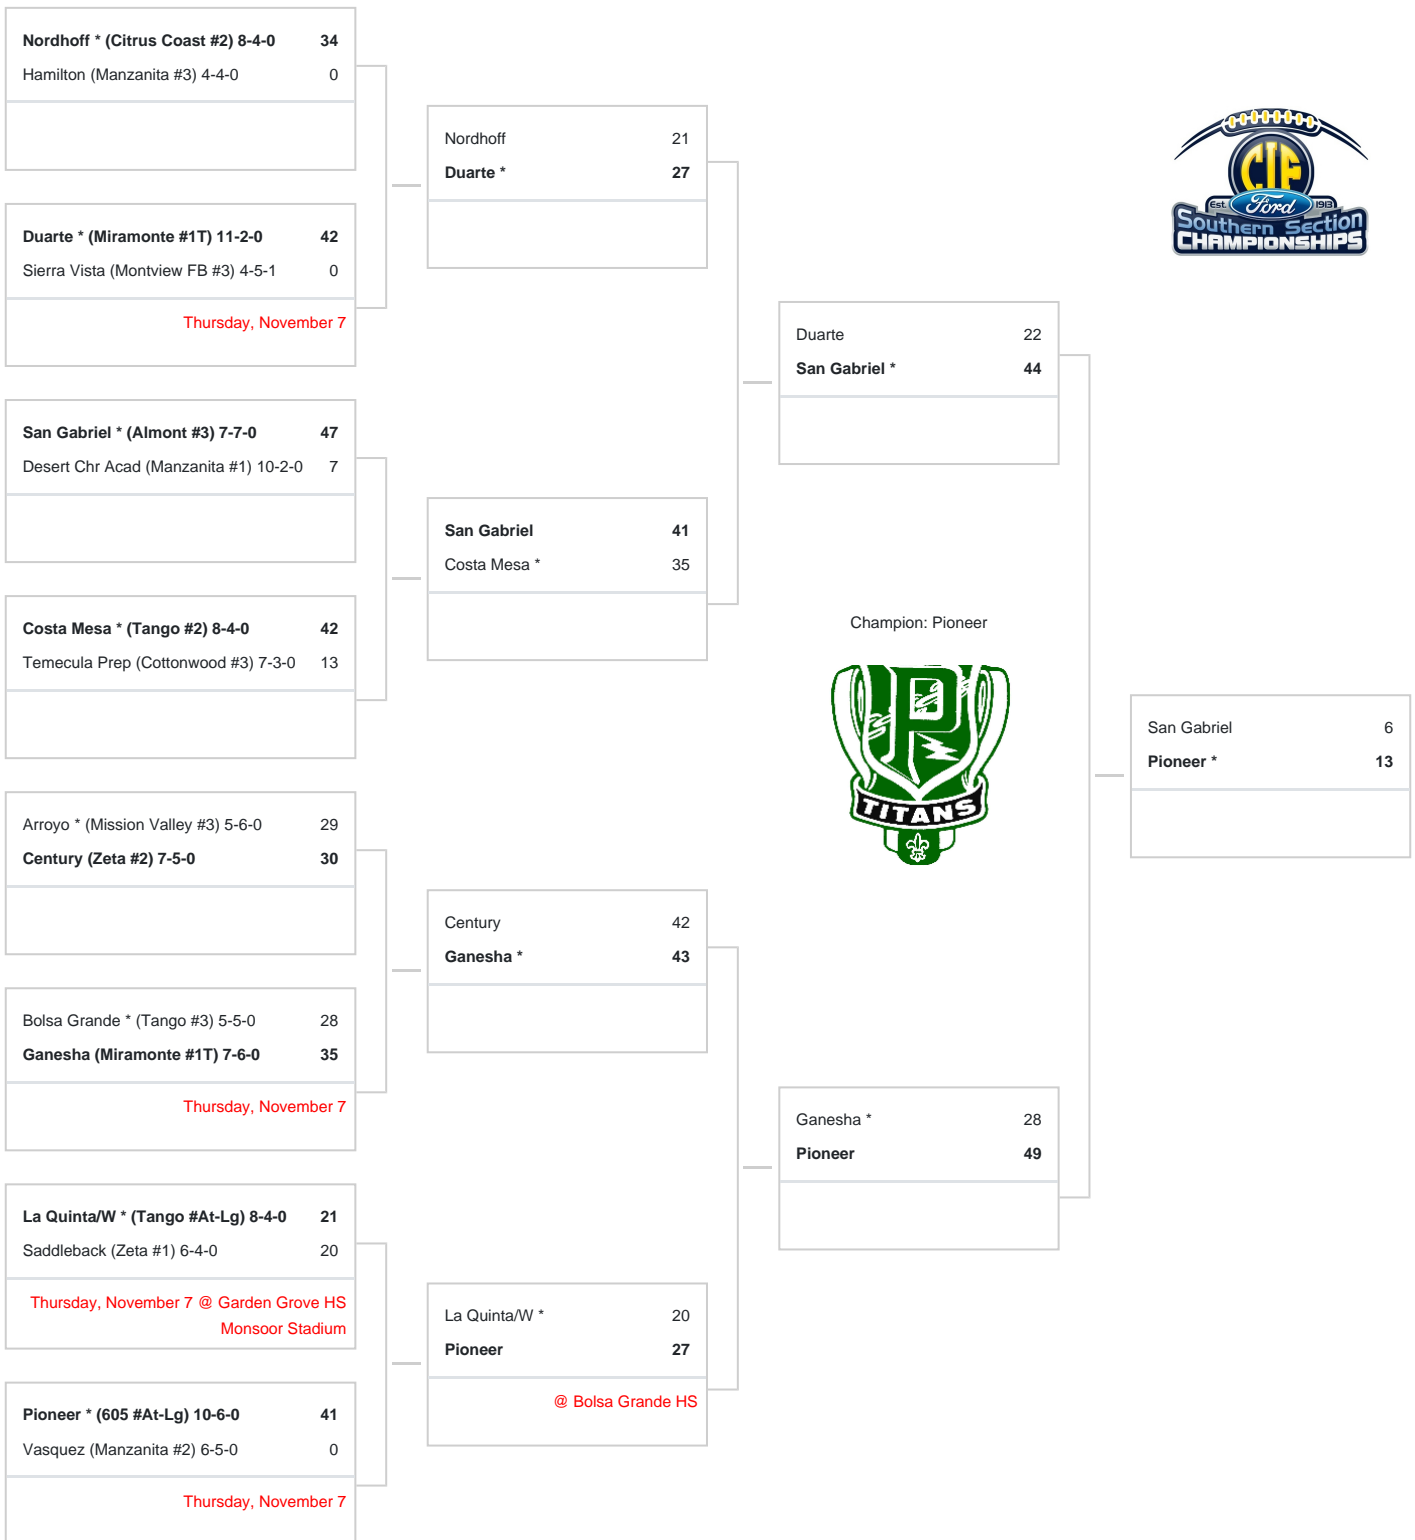 Nordhoff * (Citrus Coast #2) 8-4-0 34
Hamilton (Manzanita #3) 4-4-0 0
Duarte * (Miramonte #1T) 11-2-0 42
Sierra Vista (Montview FB #3) 4-5-1 0
Thursday, November 7
San Gabriel * (Almont #3) 7-7-0 47
Desert Chr Acad (Manzanita #1) 10-2-0 7
Costa Mesa * (Tango #2) 8-4-0 42
Temecula Prep (Cottonwood #3) 7-3-0 13
Arroyo * (Mission Valley #3) 5-6-0 29
Century (Zeta #2) 7-5-0 30
Bolsa Grande * (Tango #3) 5-5-0 28
Ganesha (Miramonte #1T) 7-6-0 35
Thursday, November 7
La Quinta/W * (Tango #At-Lg) 8-4-0 21
Saddleback (Zeta #1) 6-4-0 20
Thursday, November 7 @ Garden Grove HS
Monsoor Stadium
Pioneer * (605 #At-Lg) 10-6-0 41
Vasquez (Manzanita #2) 6-5-0 0
Thursday, November 7
Nordhoff 21
Duarte * 27
San Gabriel 41
Costa Mesa * 35
Century 42
Ganesha * 43
La Quinta/W * 20
Pioneer 27
@ Bolsa Grande HS
Duarte 22
San Gabriel * 44
Champion: Pioneer
P
TITANS
Ganesha * 28
Pioneer 49
CIF
Est. Ford 1913
Southern Section
CHAMPIONSHIPS
San Gabriel 6
Pioneer * 13